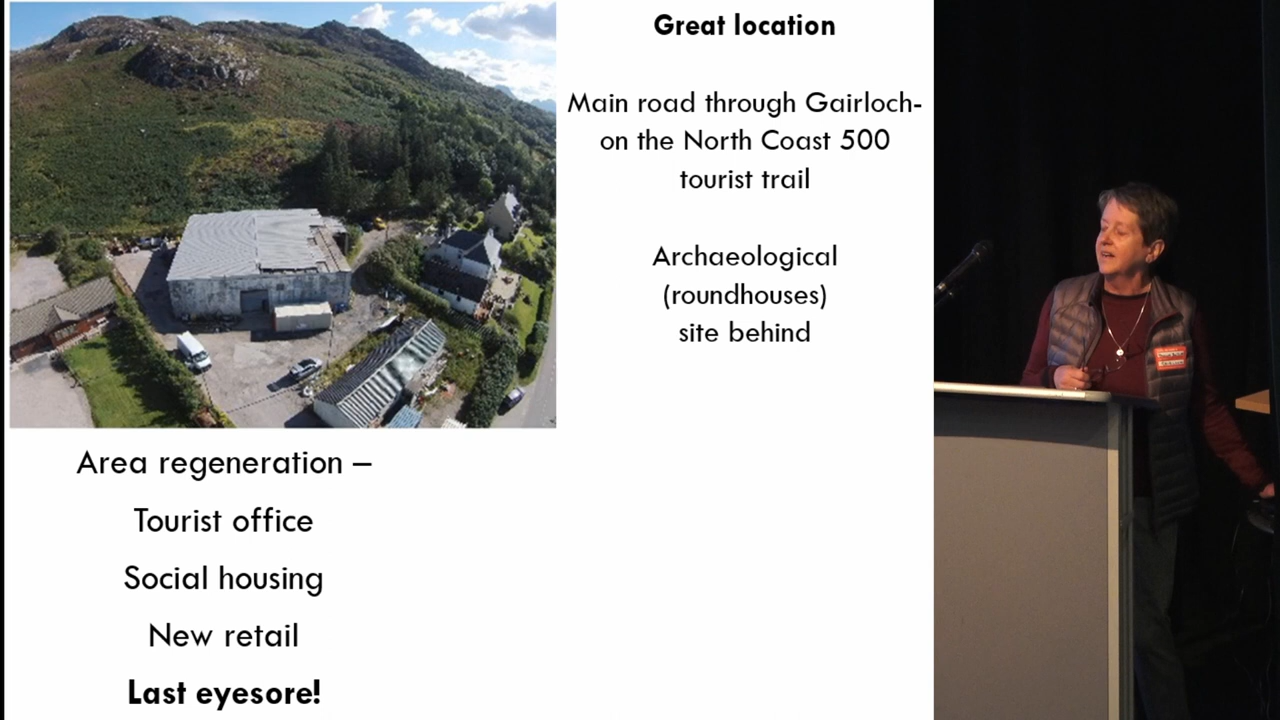 Great location
Main road through Gairloch-
on the North Coast 500
tourist trail
Archaeological
(roundhouses)
site behind
Area regeneration –
Tourist office
Social housing
New retail
Last eyesore!